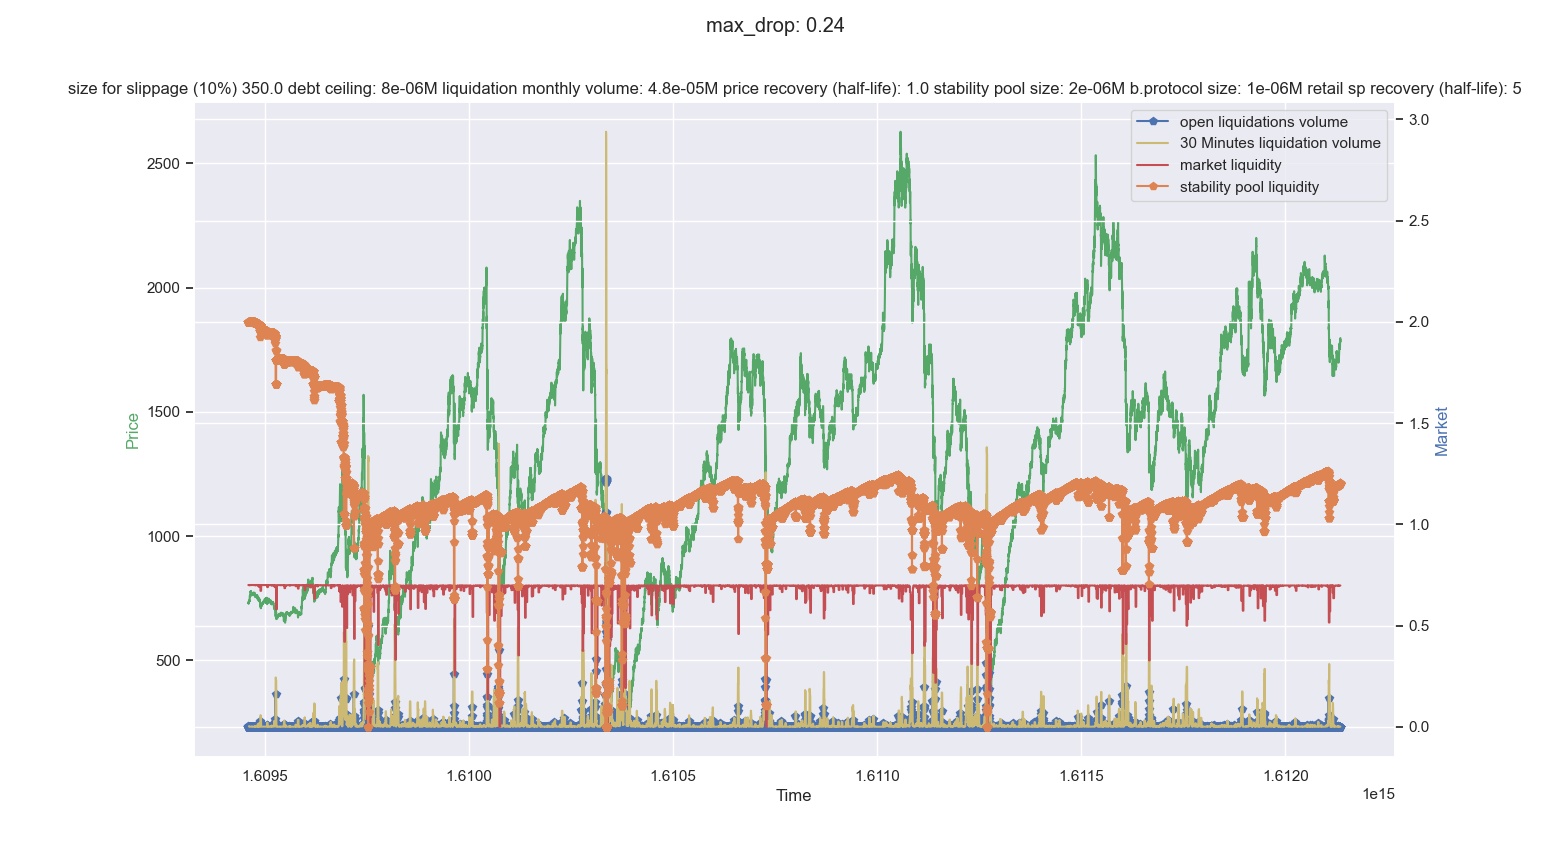 max_drop: 0.24
size for slippage (10%) 350.0 debt ceiling: 8e-06M liquidation monthly volume: 4.8e-05M price recovery (half-life): 1.0 stability pool size: 2e-06M b.protocol size: 1e-06M retail sp recovery (half-life): 5
open liquidations volume
30 Minutes liquidation volume
market liquidity
stability pool liquidity
2500
2000
1500
1000
500
Price
3.0
2.5
2.0
1.5
1.0
0.5
0.0
Market
1.6095
1.6100
1.6105
1.6110
1.6115
1.6120
1e15
Time